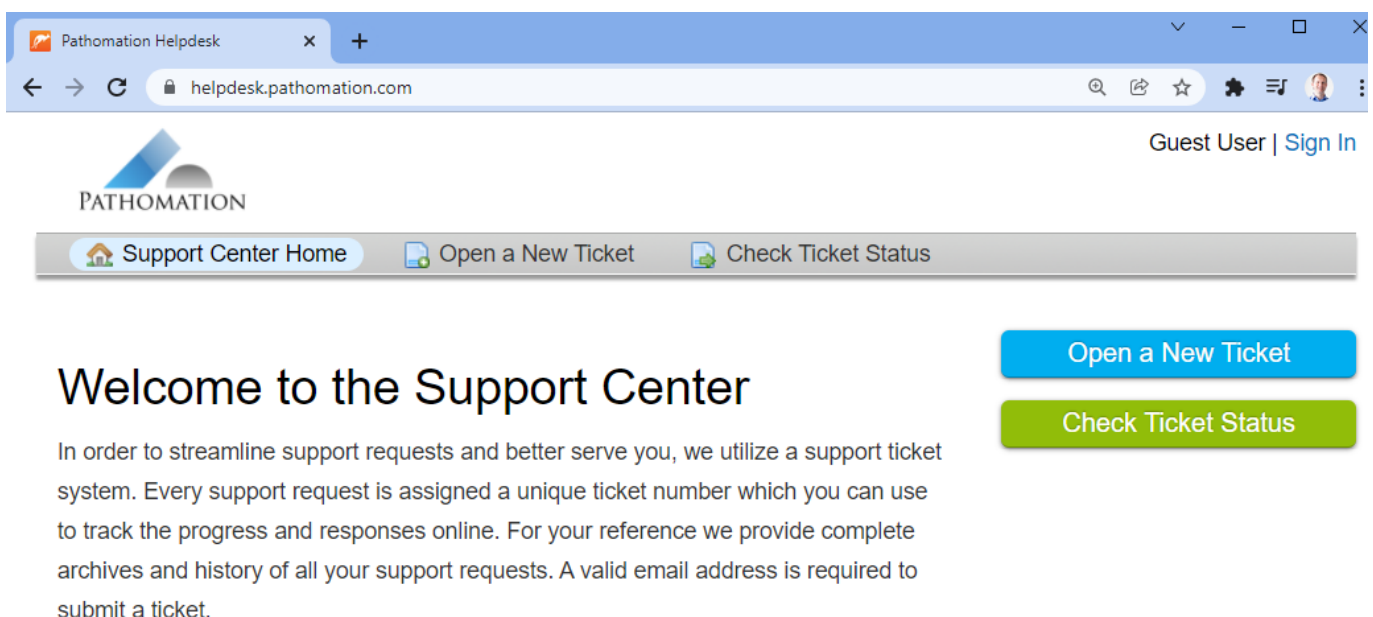 Pathomation Helpdesk
helpdesk.pathomation.com
Guest User | Sign In
PATHOMATION
Support Center Home Open a New Ticket Check Ticket Status
Open a New Ticket
Welcome to the Support Center
Check Ticket Status
In order to streamline support requests and better serve you, we utilize a support ticket
system. Every support request is assigned a unique ticket number which you can use
to track the progress and responses online. For your reference we provide complete
archives and history of all your support requests. A valid email address is required to
submit a ticket.